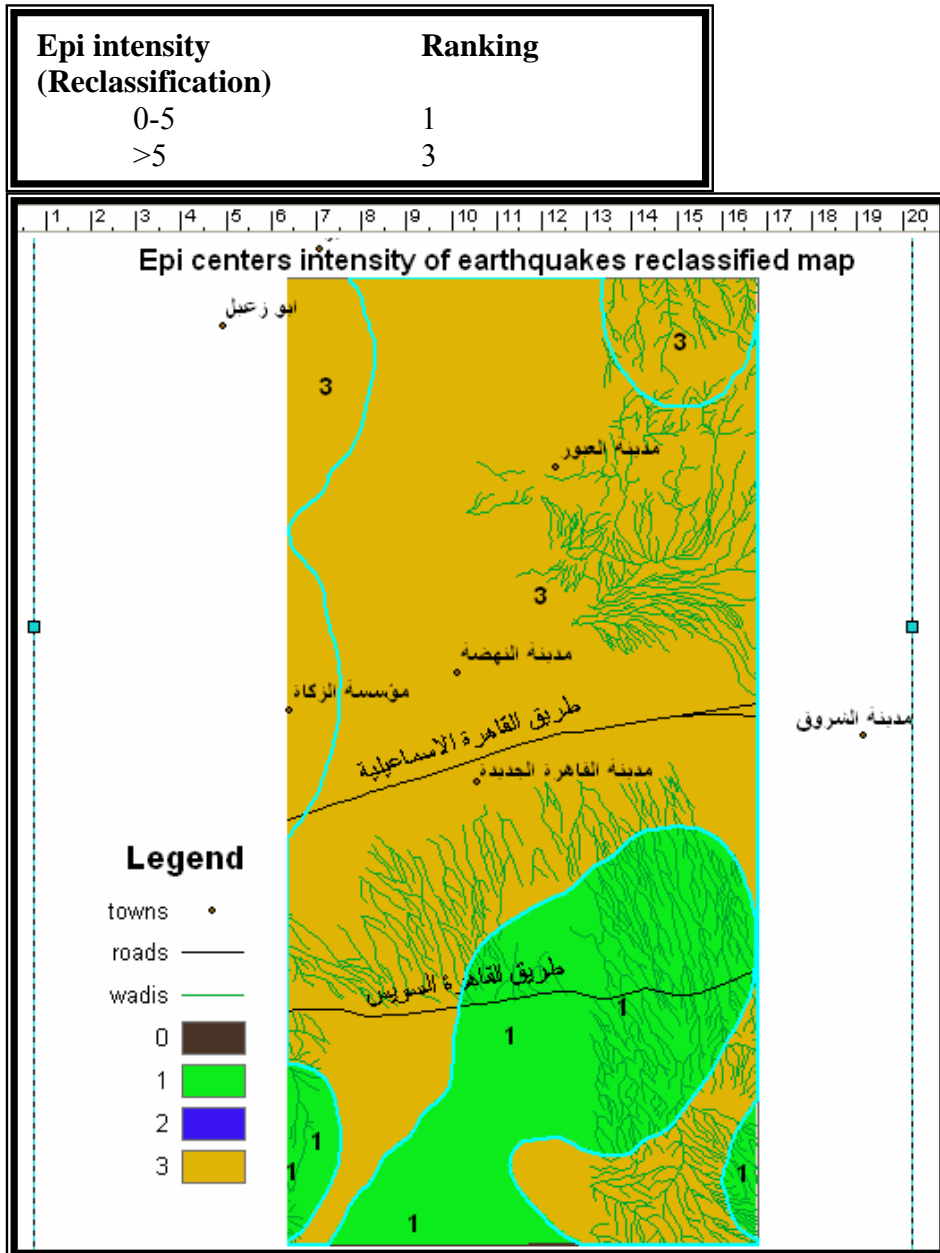 Epi intensity Ranking
(Reclassification)
0-5 1
>5 3
1 2 3 4 5 6 7 8 9 10 11 12 13 14 15 16 17 18 19 20
Epi centers intensity of earthquakes reclassified map
ابو زعبل
3
3
مدينة العبور
3
مدينة النهضة
مؤسسة الزكاة
طريق القاهرة الاسماعيلية
مدينة الشروق
مدينة القاهرة الجديدة
Legend
towns
roads
wadis
0
1
2
3
طريق القاهرة السويس
1
1
1
1
1
1